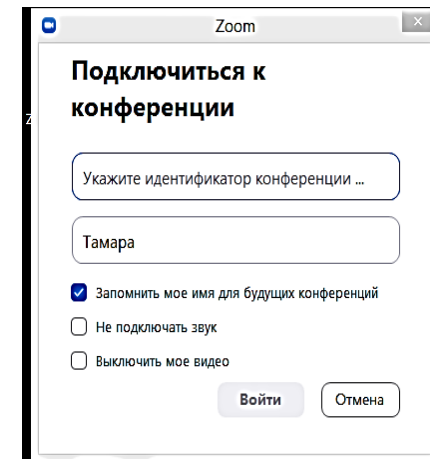 Zoom
Подключиться к
конференции
Укажите идентификатор конференции ...
Тамара
Запомнить мое имя для будущих конференций
Не подключать звук
Выключить мое видео
Войти
Отмена